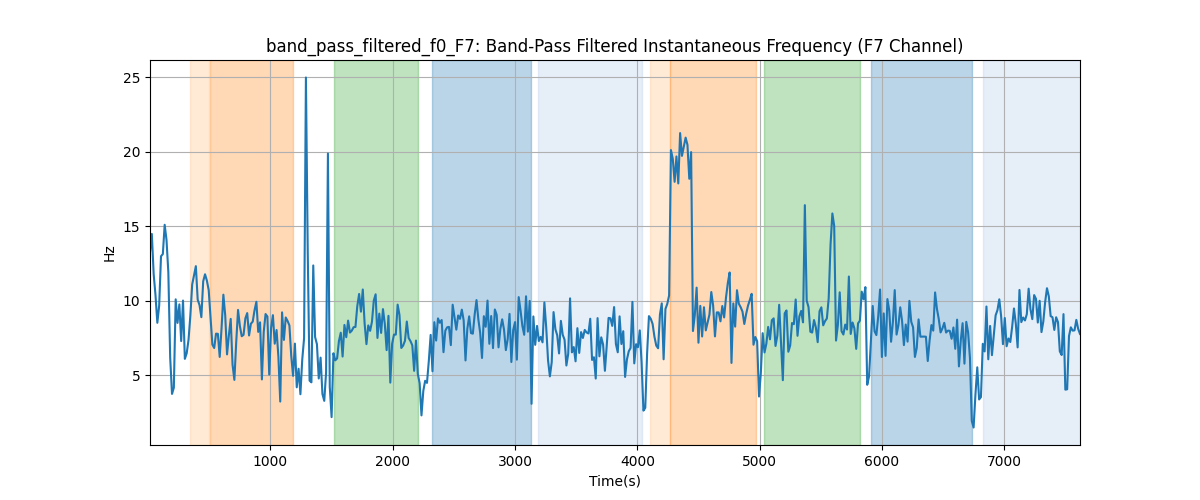 band_pass_filtered_f0_F7: Band-Pass Filtered Instantaneous Frequency (F7 Channel)
25
20
15
10
5
Hz
1000 2000 3000 4000 5000 6000 7000
Time(s)